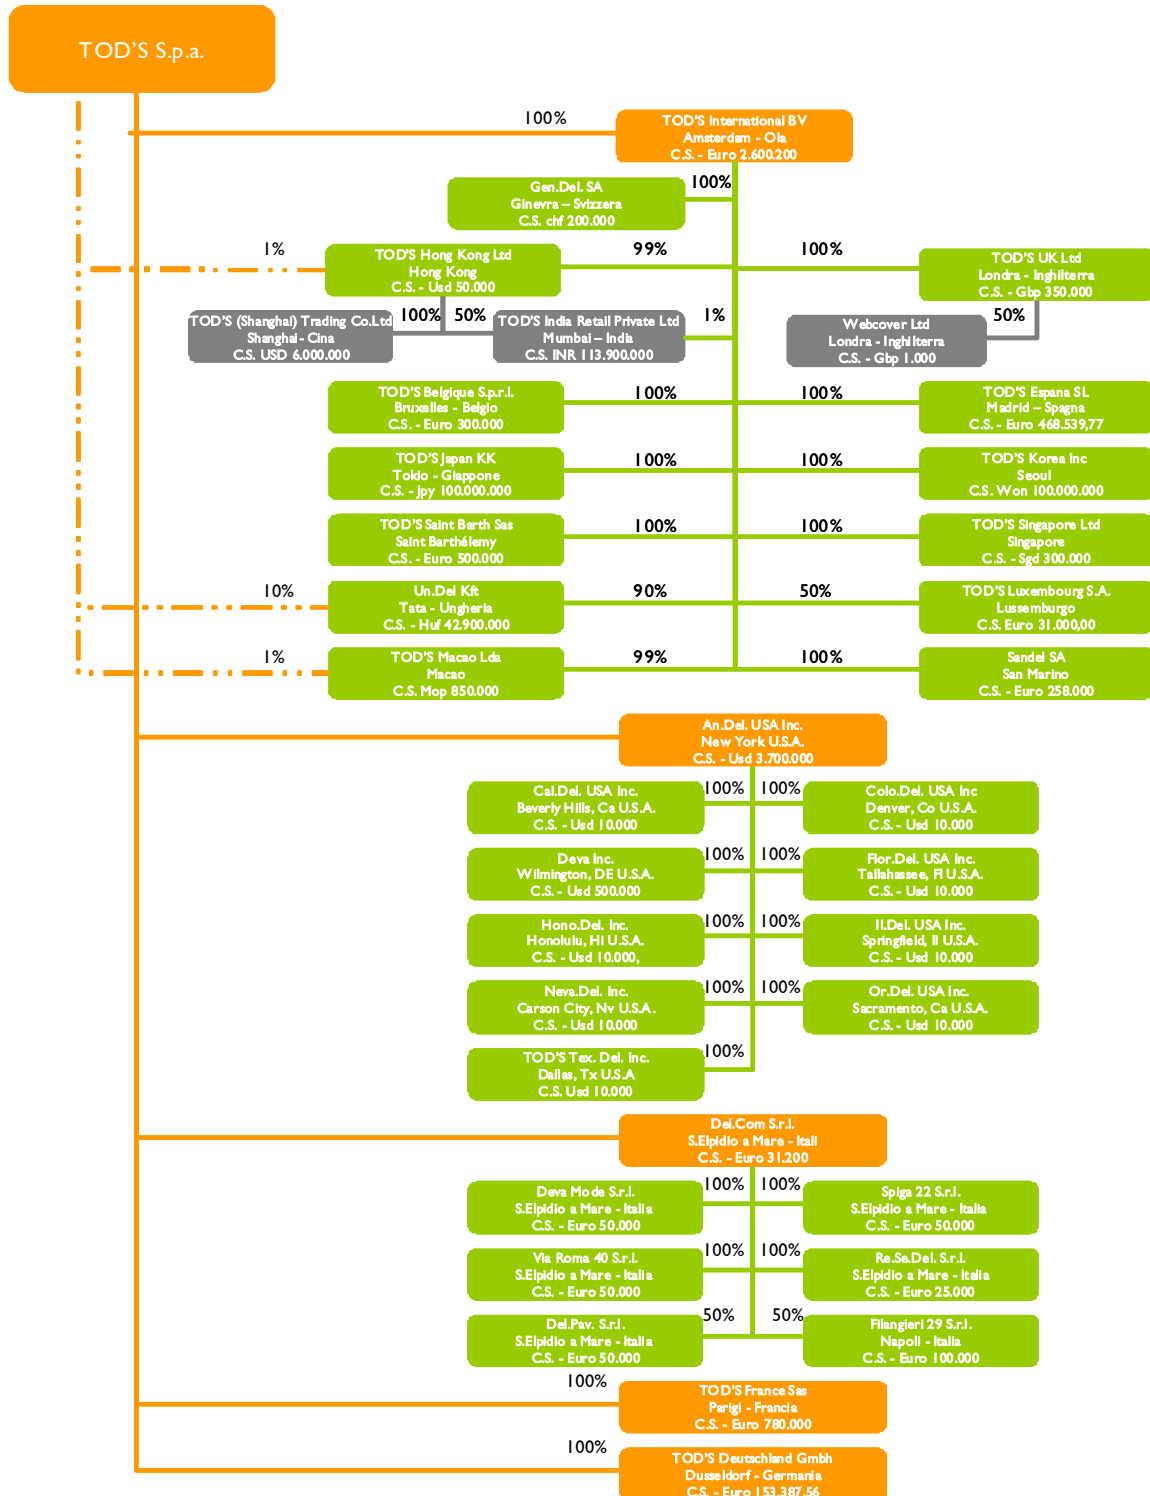 TOD'S S.p.a.
100%
TOD'S International BV
Amsterdam - Ola
C.S. - Euro 2.600.200
100%
Gen.Del. SA
Ginevra – Svizzera
C.S. chf 200.000
1%
TOD'S Hong Kong Ltd
Hong Kong
C.S. - Usd 50.000
99%
100%
TOD'S UK Ltd
Londra - Inghilterra
C.S. - Gbp 350.000
TOD'S (Shanghai) Trading Co.Ltd
Shanghai - Cina
C.S. USD 6.000.000
100%
50%
TOD'S India Retail Private Ltd
Mumbai – India
C.S. INR 113.900.000
1%
Webcover Ltd
Londra - Inghilterra
C.S. - Gbp 1.000
50%
TOD'S Belgique S.p.r.l.
Bruxelles - Belgio
C.S. - Euro 300.000
100%
100%
TOD'S Espana SL
Madrid – Spagna
C.S. - Euro 468.539,77
TOD'S Japan KK
Tokio - Giappone
C.S. - Jpy 100.000.000
100%
100%
TOD'S Korea Inc
Seoul
C.S. Won 100.000.000
TOD'S Saint Barth Sas
Saint Barthélemy
C.S. - Euro 500.000
100%
100%
TOD'S Singapore Ltd
Singapore
C.S. - Sgd 300.000
10%
Un.Del Kft
Tata - Ungheria
C.S. - Huf 42.900.000
90%
50%
TOD'S Luxembourg S.A.
Lussemburgo
C.S. Euro 31.000,00
1%
TOD'S Macao Lda
Macao
C.S. Mop 850.000
99%
100%
Sandel SA
San Marino
C.S. - Euro 258.000
An.Del. USA Inc.
New York U.S.A.
C.S. - Usd 3.700.000
Cal.Del. USA Inc.
Beverly Hills, Ca U.S.A.
C.S. - Usd 10.000
100%
100%
Colo.Del. USA Inc
Denver, Co U.S.A.
C.S. - Usd 10.000
Deva Inc.
Wilmington, DE U.S.A.
C.S. - Usd 500.000
100%
100%
Flor.Del. USA Inc.
Tallahassee, Fl U.S.A.
C.S. - Usd 10.000
Hono.Del. Inc.
Honolulu, Hi U.S.A.
C.S. - Usd 10.000,
100%
100%
Il.Del. USA Inc.
Springfield, Il U.S.A.
C.S. - Usd 10.000
Neva.Del. Inc.
Carson City, Nv U.S.A.
C.S. - Usd 10.000
100%
100%
Or.Del. USA Inc.
Sacramento, Ca U.S.A.
C.S. - Usd 10.000
TOD'S Tex. Del. Inc.
Dallas, Tx U.S.A
C.S. Usd 10.000
100%
Del.Com S.r.l.
S.Elpidio a Mare - Itali
C.S. - Euro 31.200
Deva Mode S.r.l.
S.Elpidio a Mare - Italia
C.S. - Euro 50.000
100%
100%
Spiga 22 S.r.l.
S.Elpidio a Mare - Italia
C.S. - Euro 50.000
Via Roma 40 S.r.l.
S.Elpidio a Mare - Italia
C.S. - Euro 50.000
100%
100%
Re.Se.Del. S.r.l.
S.Elpidio a Mare - Italia
C.S. - Euro 25.000
Del.Pav. S.r.l.
S.Elpidio a Mare - Italia
C.S. - Euro 50.000
50%
50%
Filangieri 29 S.r.l.
Napoli - Italia
C.S. - Euro 100.000
100%
TOD'S France Sas
Parigi - Francia
C.S. - Euro 780.000
100%
TOD'S Deutschland Gmbh
Dusseldorf - Germania
C.S. - Euro 153.387,56